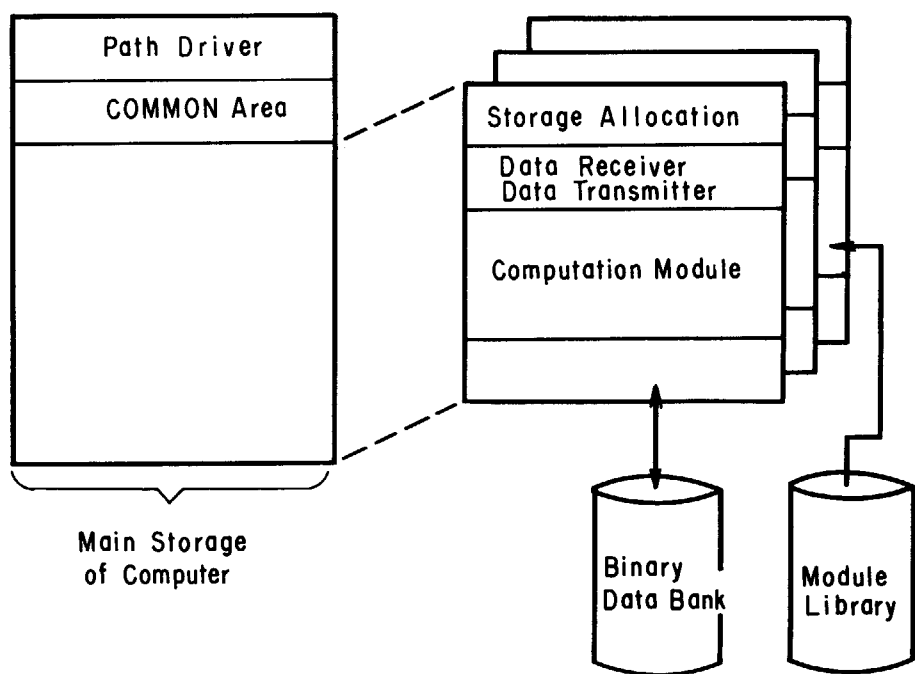 Path Driver
COMMON Area
Storage Allocation
Data Receiver
Data Transmitter
Computation Module
Main Storage
of Computer
Binary
Data Bank
Module
Library